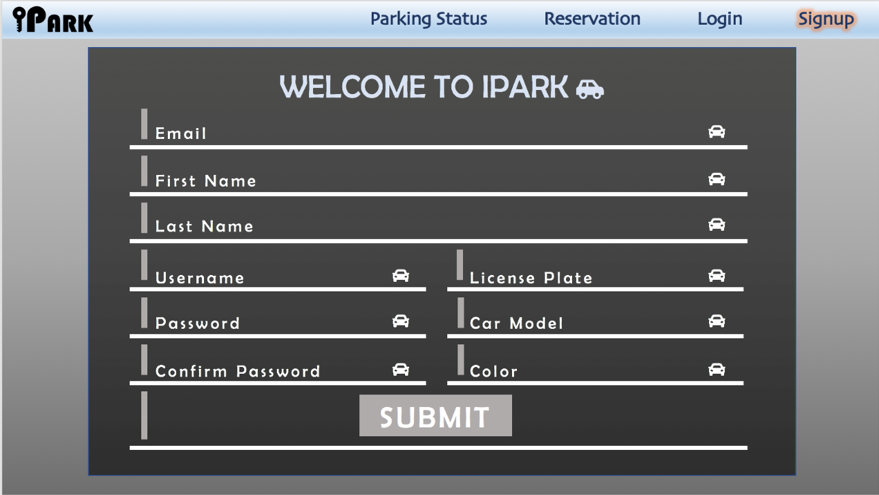 iPARK Parking Status Reservation Login Signup
WELCOME TO IPARK
Email
First Name
Last Name
Username License Plate
Password Car Model
Confirm Password Color
SUBMIT